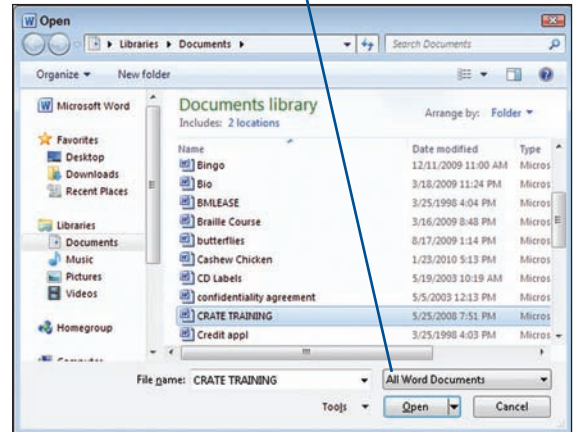 Open
Libraries Documents
Search Documents
Organize New folder
Microsoft Word
Favorites
Desktop
Downloads
Recent Places
Libraries
Documents
Music
Pictures
Videos
Homegroup
Documents library
Includes: 2 locations
Arrange by: Folder
Name Date modified Type
Bingo 12/11/2009 11:00 AM Micros
Bio 3/18/2009 11:24 PM Micros
BMLEASE 3/25/1998 4:04 PM Micros
Braille Course 3/16/2009 8:48 PM Micros
butterflies 8/17/2009 1:14 PM Micros
Cashew Chicken 1/23/2010 5:13 PM Micros
CD Labels 5/19/2003 10:19 AM Micros
confidentiality agreement 5/5/2003 12:13 PM Micros
CRATE TRAINING 5/25/2008 7:51 PM Micros
Credit appl 3/25/1998 4:03 PM Micros
File name: CRATE TRAINING All Word Documents
Tools Open Cancel